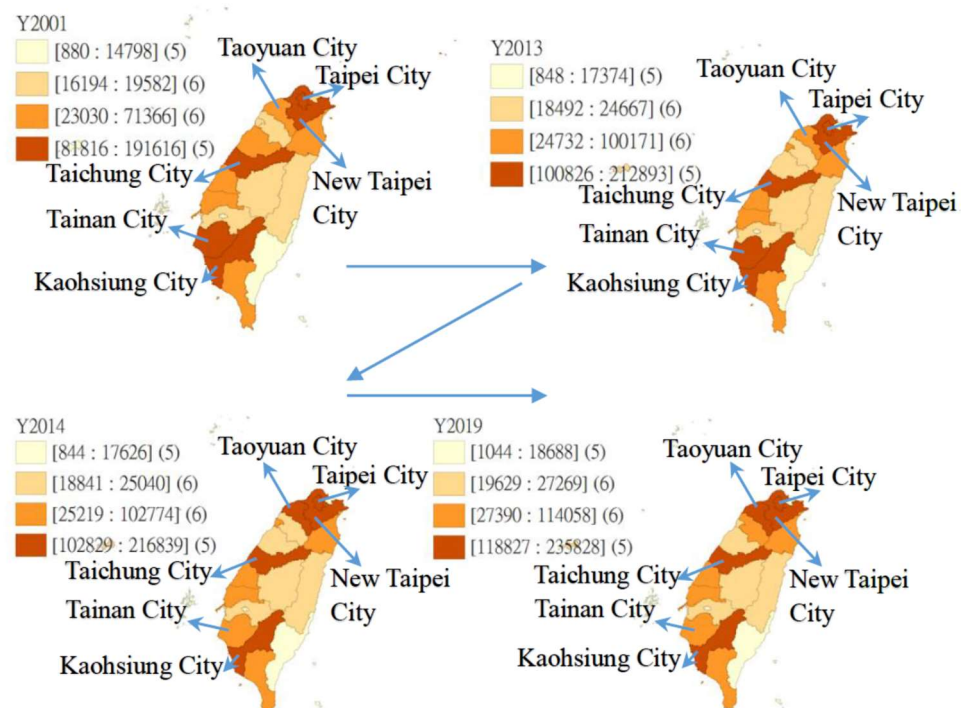 Y2001
[880 : 14798] (5)
[16194 : 19582] (6)
[23030 : 71366] (6)
[81816 : 191616] (5)
Taoyuan City
Taipei City
Taichung City
New Taipei
City
Tainan City
Kaohsiung City
Y2013
[848 : 17374] (5)
[18492 : 24667] (6)
[24732 : 100171] (6)
[100826 : 212893] (5)
Taoyuan City
Taipei City
Taichung City
New Taipei
City
Tainan City
Kaohsiung City
Y2014
[844 : 17626] (5)
[18841 : 25040] (6)
[25219 : 102774] (6)
[102829 : 216839] (5)
Taoyuan City
Taipei City
Taichung City
New Taipei
City
Tainan City
Kaohsiung City
Y2019
[1044 : 18688] (5)
[19629 : 27269] (6)
[27390 : 114058] (6)
[118827 : 235828] (5)
Taoyuan City
Taipei City
Taichung City
New Taipei
City
Tainan City
Kaohsiung City